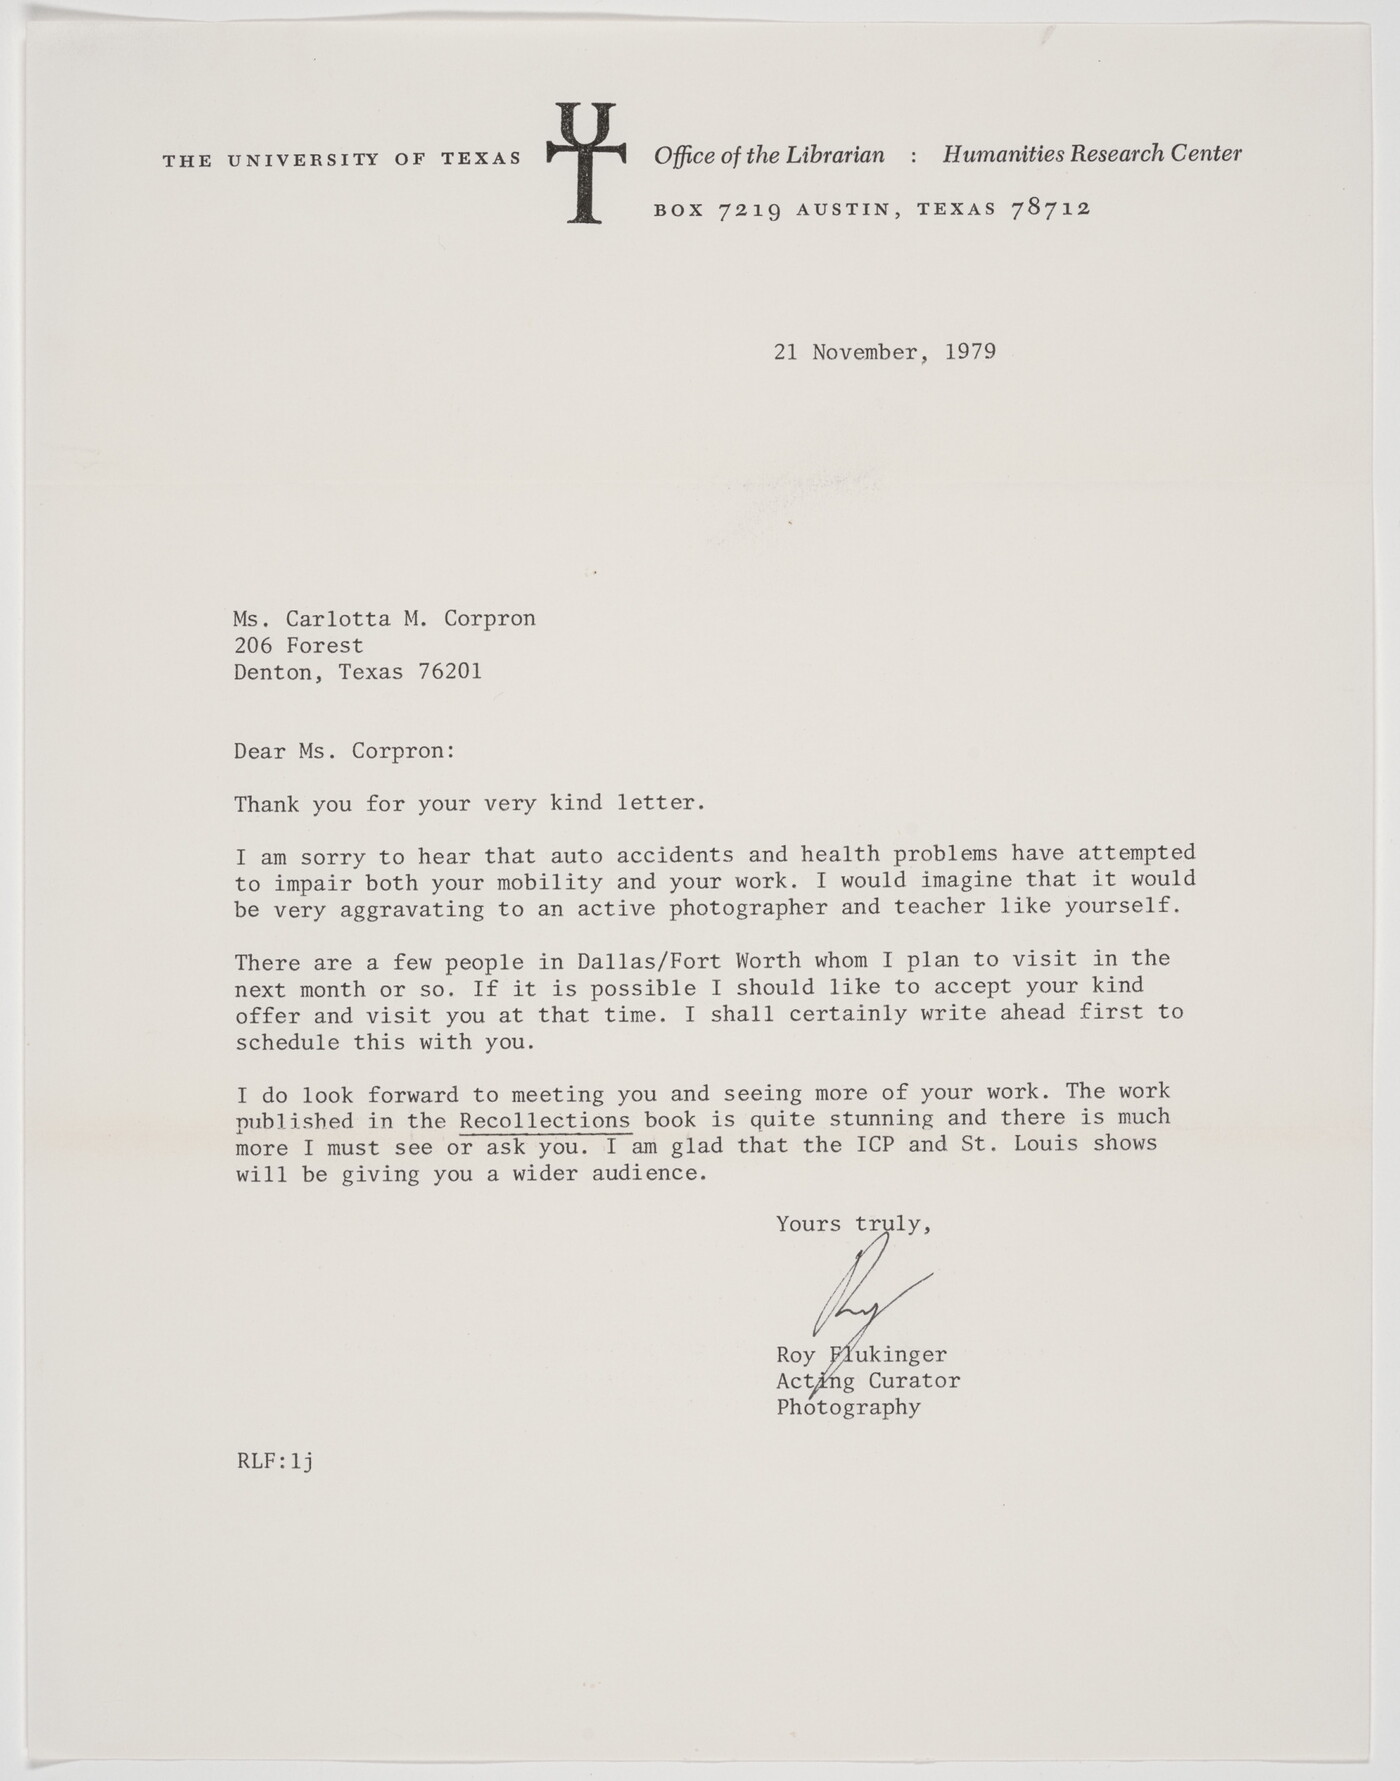 THE UNIVERSITY OF TEXAS UT Office of the Librarian : Humanities Research Center
BOX 7219 AUSTIN, TEXAS 78712
21 November, 1979
Ms. Carlotta M. Corpron
206 Forest
Denton, Texas 76201
Dear Ms. Corpron:
Thank you for your very kind letter.
I am sorry to hear that auto accidents and health problems have attempted
to impair both your mobility and your work. I would imagine that it would
be very aggravating to an active photographer and teacher like yourself.
There are a few people in Dallas/Fort Worth whom I plan to visit in the
next month or so. If it is possible I should like to accept your kind
offer and visit you at that time. I shall certainly write ahead first to
schedule this with you.
I do look forward to meeting you and seeing more of your work. The work
published in the Recollections book is quite stunning and there is much
more I must see or ask you. I am glad that the ICP and St. Louis shows
will be giving you a wider audience.
Yours truly,
Roy
Roy Flukinger
Acting Curator
Photography
RLF:lj